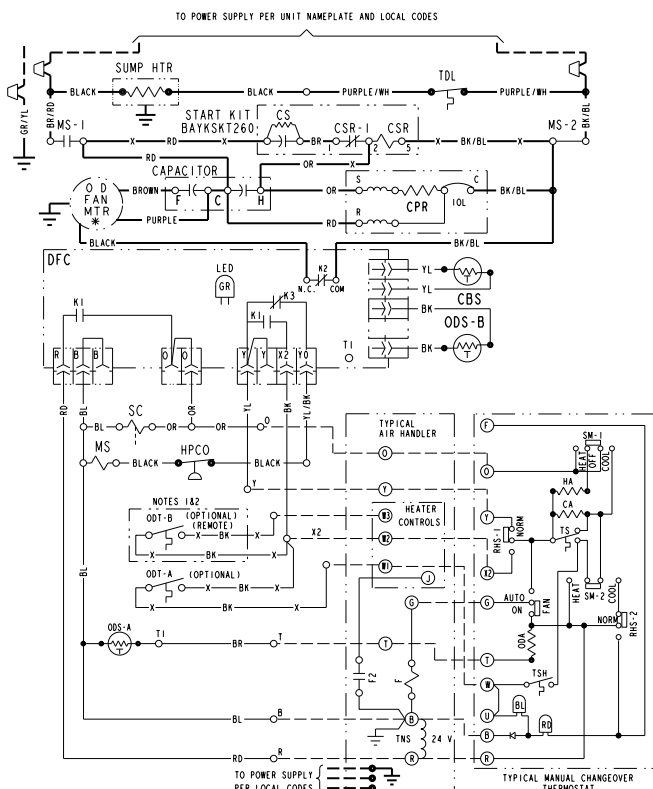 TO POWER SUPPLY PER UNIT NAMEPLATE AND LOCAL CODES
SUMP HTR
TDL
BLACK
BLACK
PURPLE/WH
PURPLE/WH
GR/YL
BR/RD
BK/BL
START KIT
BAYKSKT260
CS
CSR-1
CSR
MS-1
MS-2
X
RD
X
BR
1
2
5
X
BK/BL
X
RD
OR
X
CAPACITOR
O D
FAN
MTR
*
BROWN
F
C
H
OR
S
C
BK/BL
CPR
IOL
PURPLE
RD
R
BLACK
BK/BL
DFC
LED
GR
K2
N.C.
COM
YL
YL
CBS
K1
K3
K1
BK
ODS-B
T1
BK
R
B
B
O
O
Y
Y
X2
YO
RD
BL
OR
YL
BK
YL/BK
SC
BL
OR
OR
O
MS
HPCO
BLACK
BLACK
Y
TYPICAL
AIR HANDLER
O
Y
HEATER
CONTROLS
W3
W2
W1
J
NOTES 1&2
ODT-B
(OPTIONAL)
(REMOTE)
X
X
X
BK
X
X2
ODT-A
(OPTIONAL)
X
X
X
BK
X
BL
ODS-A
T1
BR
T
T
G
F2
F
BL
B
B
TNS
24 V
RD
R
R
TO POWER SUPPLY
PER LOCAL CODES
F
SM-1
HEAT
OFF
COOL
O
HA
CA
Y
NORM
RHS-1
TS
X2
HEAT
SM-2
COOL
AUTO
ON
FAN
G
NORM
RHS-2
ODA
T
TSH
W
BL
RD
U
B
R
TYPICAL MANUAL CHANGEOVER
THERMOSTAT